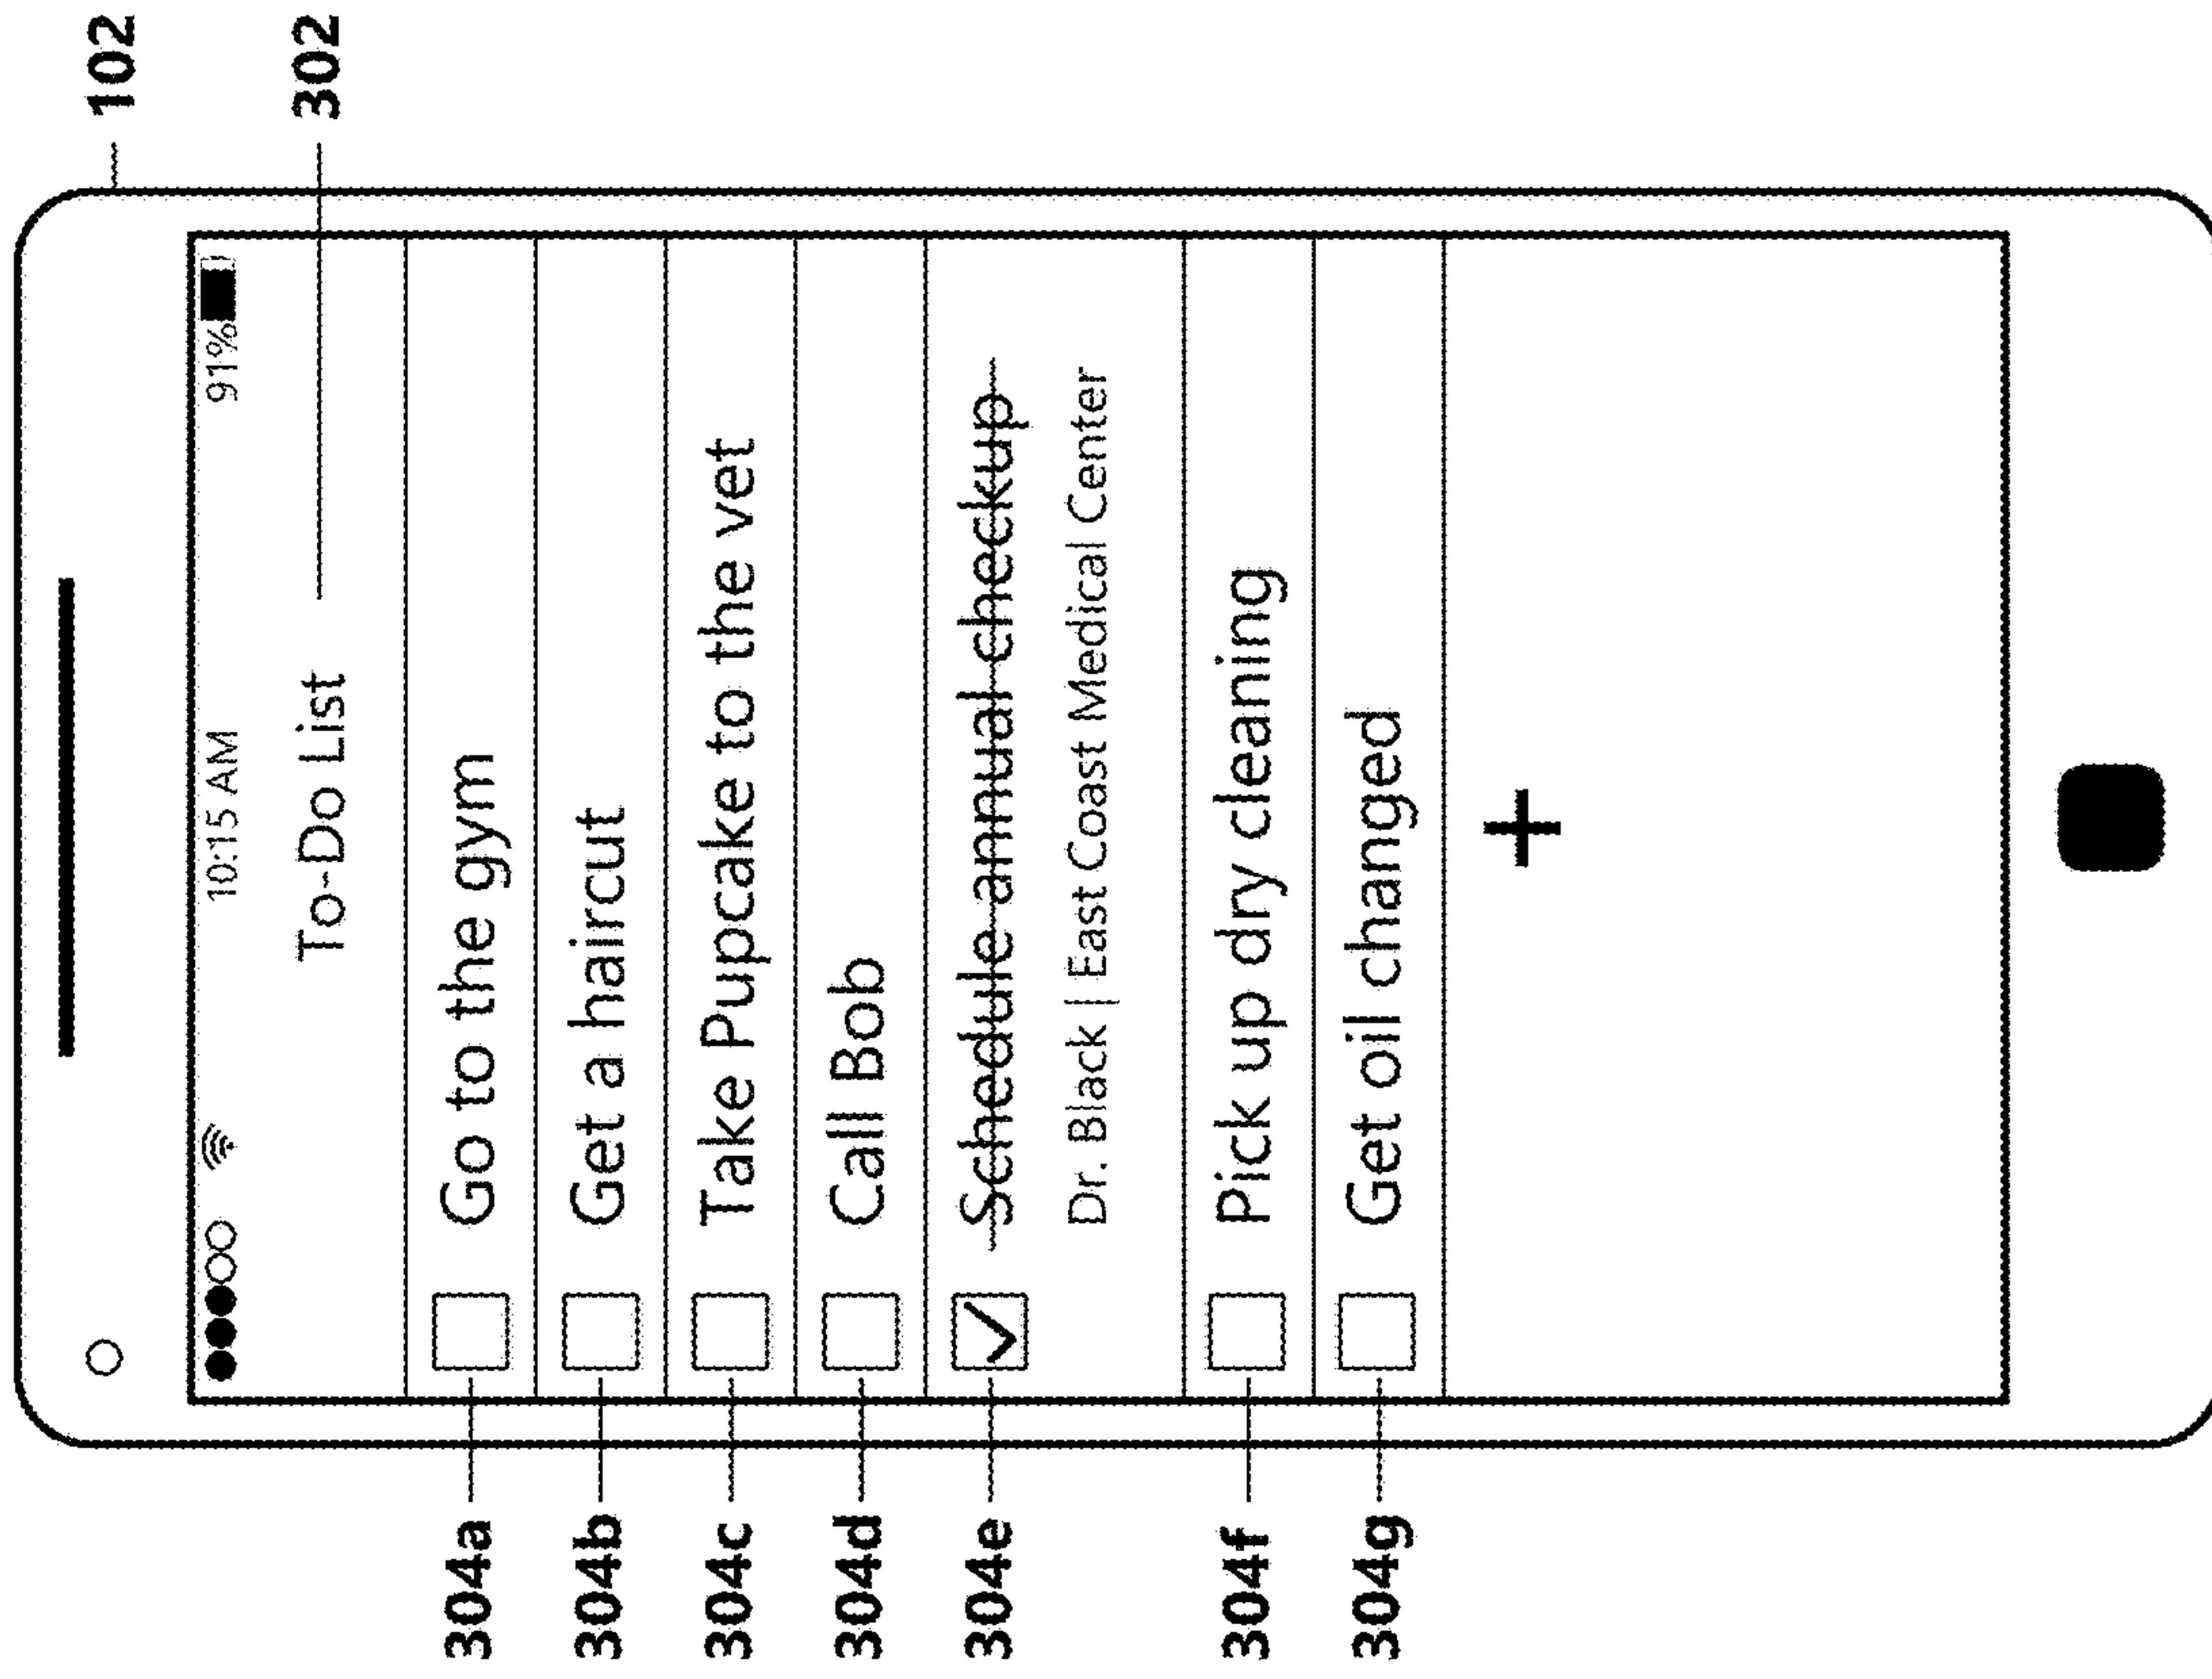 102
10:15 AM 91%
To-Do List 302
304a Go to the gym
304b Get a haircut
304c Take Pupcake to the vet
304d Call Bob
304e Schedule annual checkup
Dr. Black | East Coast Medical Center
304f Pick up dry cleaning
304g Get oil changed
+